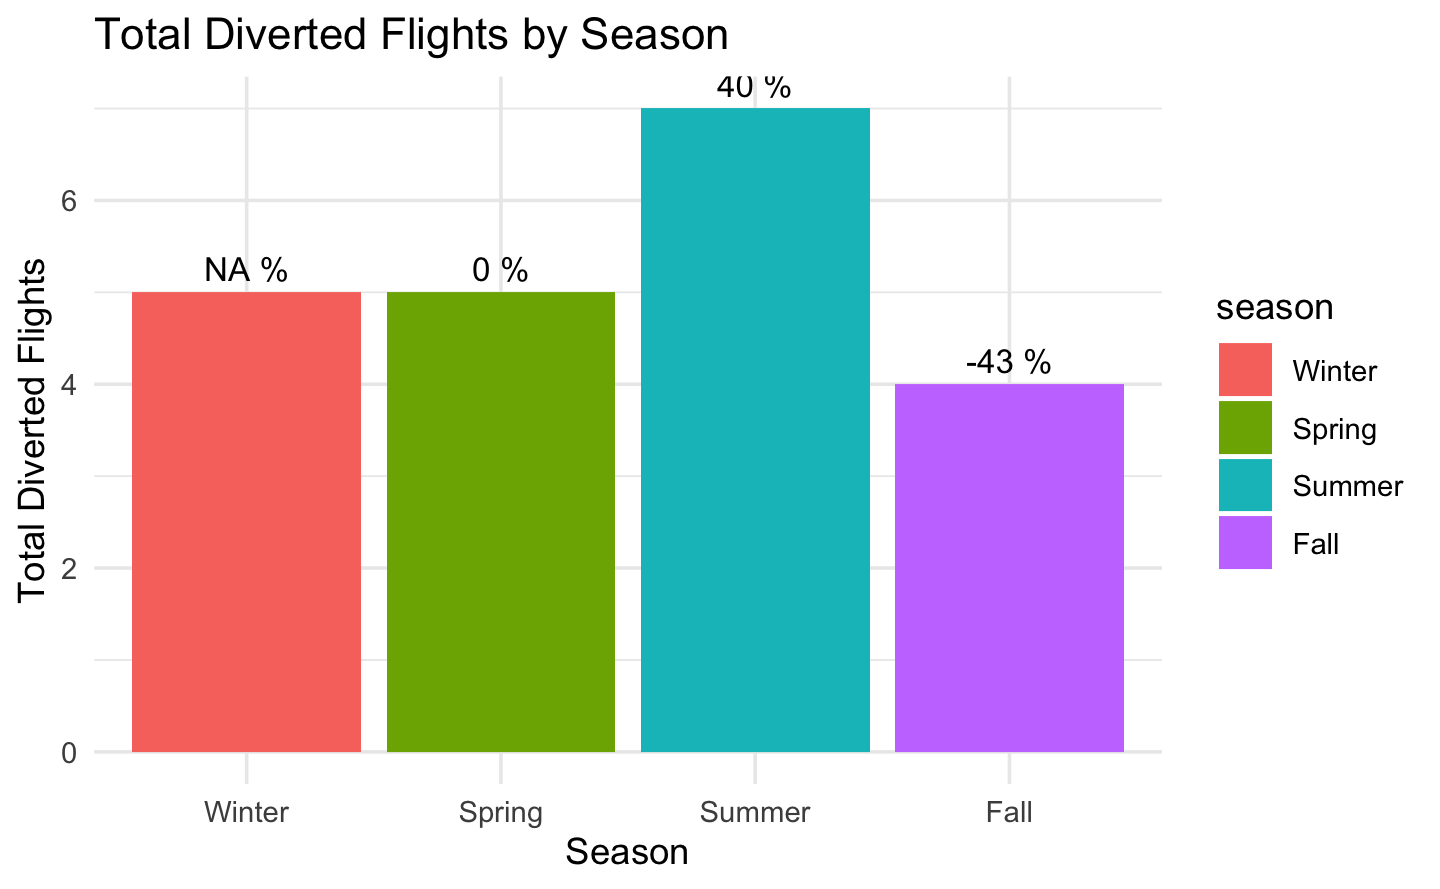 Total Diverted Flights by Season
40 %
6
NA %
0 %
-43 %
4
2
0
Total Diverted Flights
Winter
Spring
Summer
Fall
Season
season
Winter
Spring
Summer
Fall